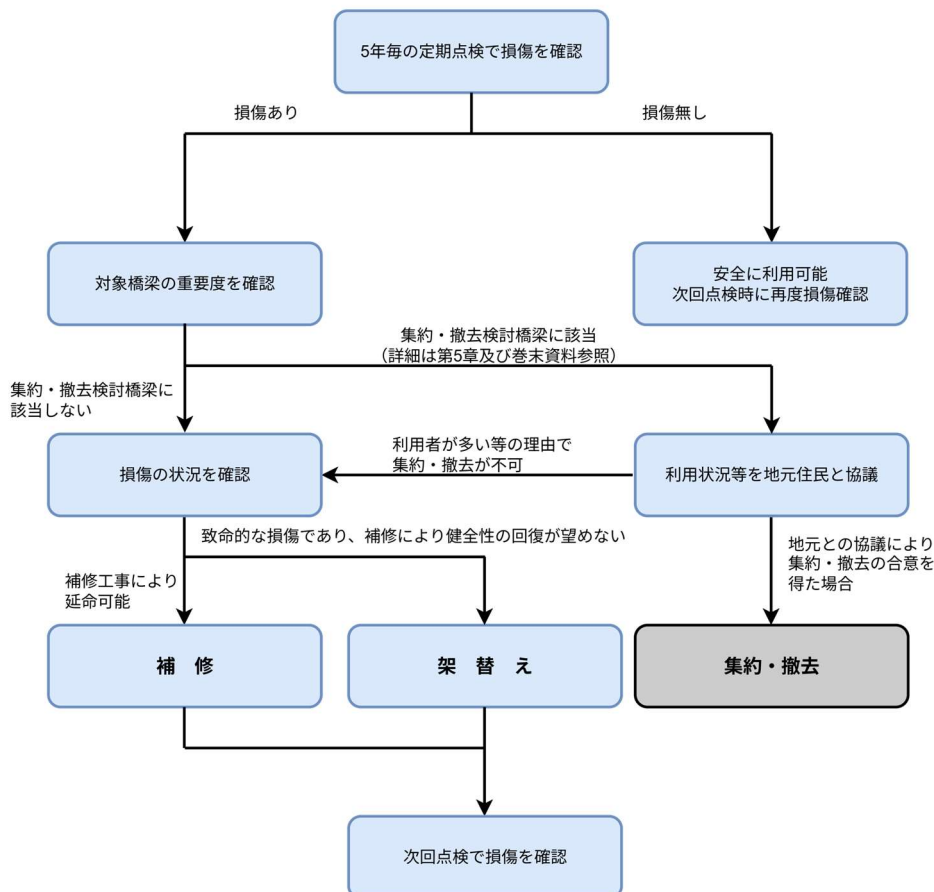 5年毎の定期点検で損傷を確認
損傷あり
損傷無し
対象橋梁の重要度を確認
安全に利用可能
次回点検時に再度損傷確認
集約・撤去検討橋梁に該当
（詳細は第5章及び巻末資料参照）
集約・撤去検討橋梁に
該当しない
損傷の状況を確認
利用者が多い等の理由で
集約・撤去が不可
利用状況等を地元住民と協議
致命的な損傷であり、補修により健全性の回復が望めない
補修工事により
延命可能
地元との協議により
集約・撤去の合意を
得た場合
補　修
架　替　え
集約・撤去
次回点検で損傷を確認